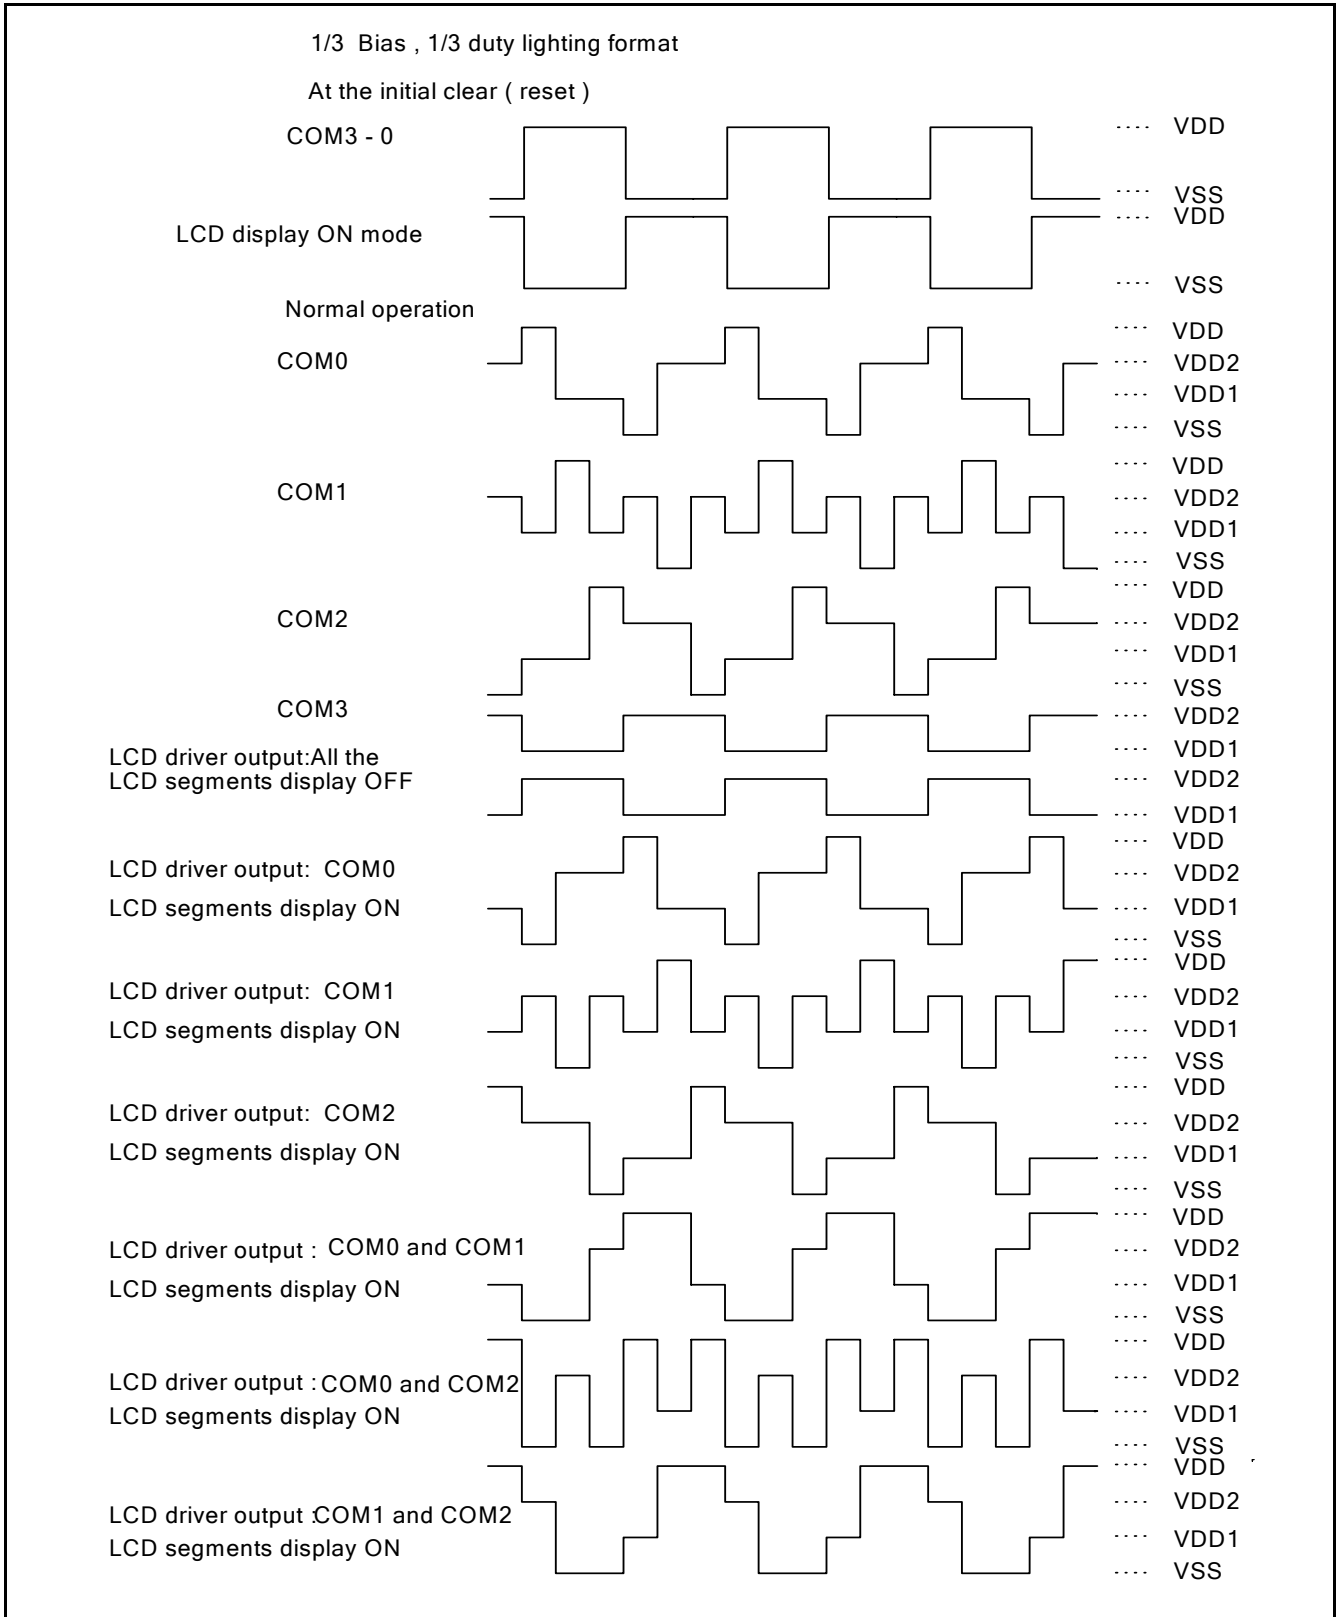 1/3 Bias , 1/3 duty lighting format
At the initial clear ( reset )
COM3 - 0
VDD
VSS
LCD display ON mode
VDD
VSS
Normal operation
COM0
VDD
VDD2
VDD1
VSS
COM1
VDD
VDD2
VDD1
VSS
COM2
VDD
VDD2
VDD1
VSS
COM3
VDD2
VDD1
LCD driver output:All the
LCD segments display OFF
VDD2
VDD1
LCD driver output: COM0
LCD segments display ON
VDD
VDD2
VDD1
VSS
LCD driver output: COM1
LCD segments display ON
VDD
VDD2
VDD1
VSS
LCD driver output: COM2
LCD segments display ON
VDD
VDD2
VDD1
VSS
LCD driver output : COM0 and COM1
LCD segments display ON
VDD
VDD2
VDD1
VSS
LCD driver output : COM0 and COM2
LCD segments display ON
VDD
VDD2
VDD1
VSS
LCD driver output :COM1 and COM2
LCD segments display ON
VDD
VDD2
VDD1
VSS